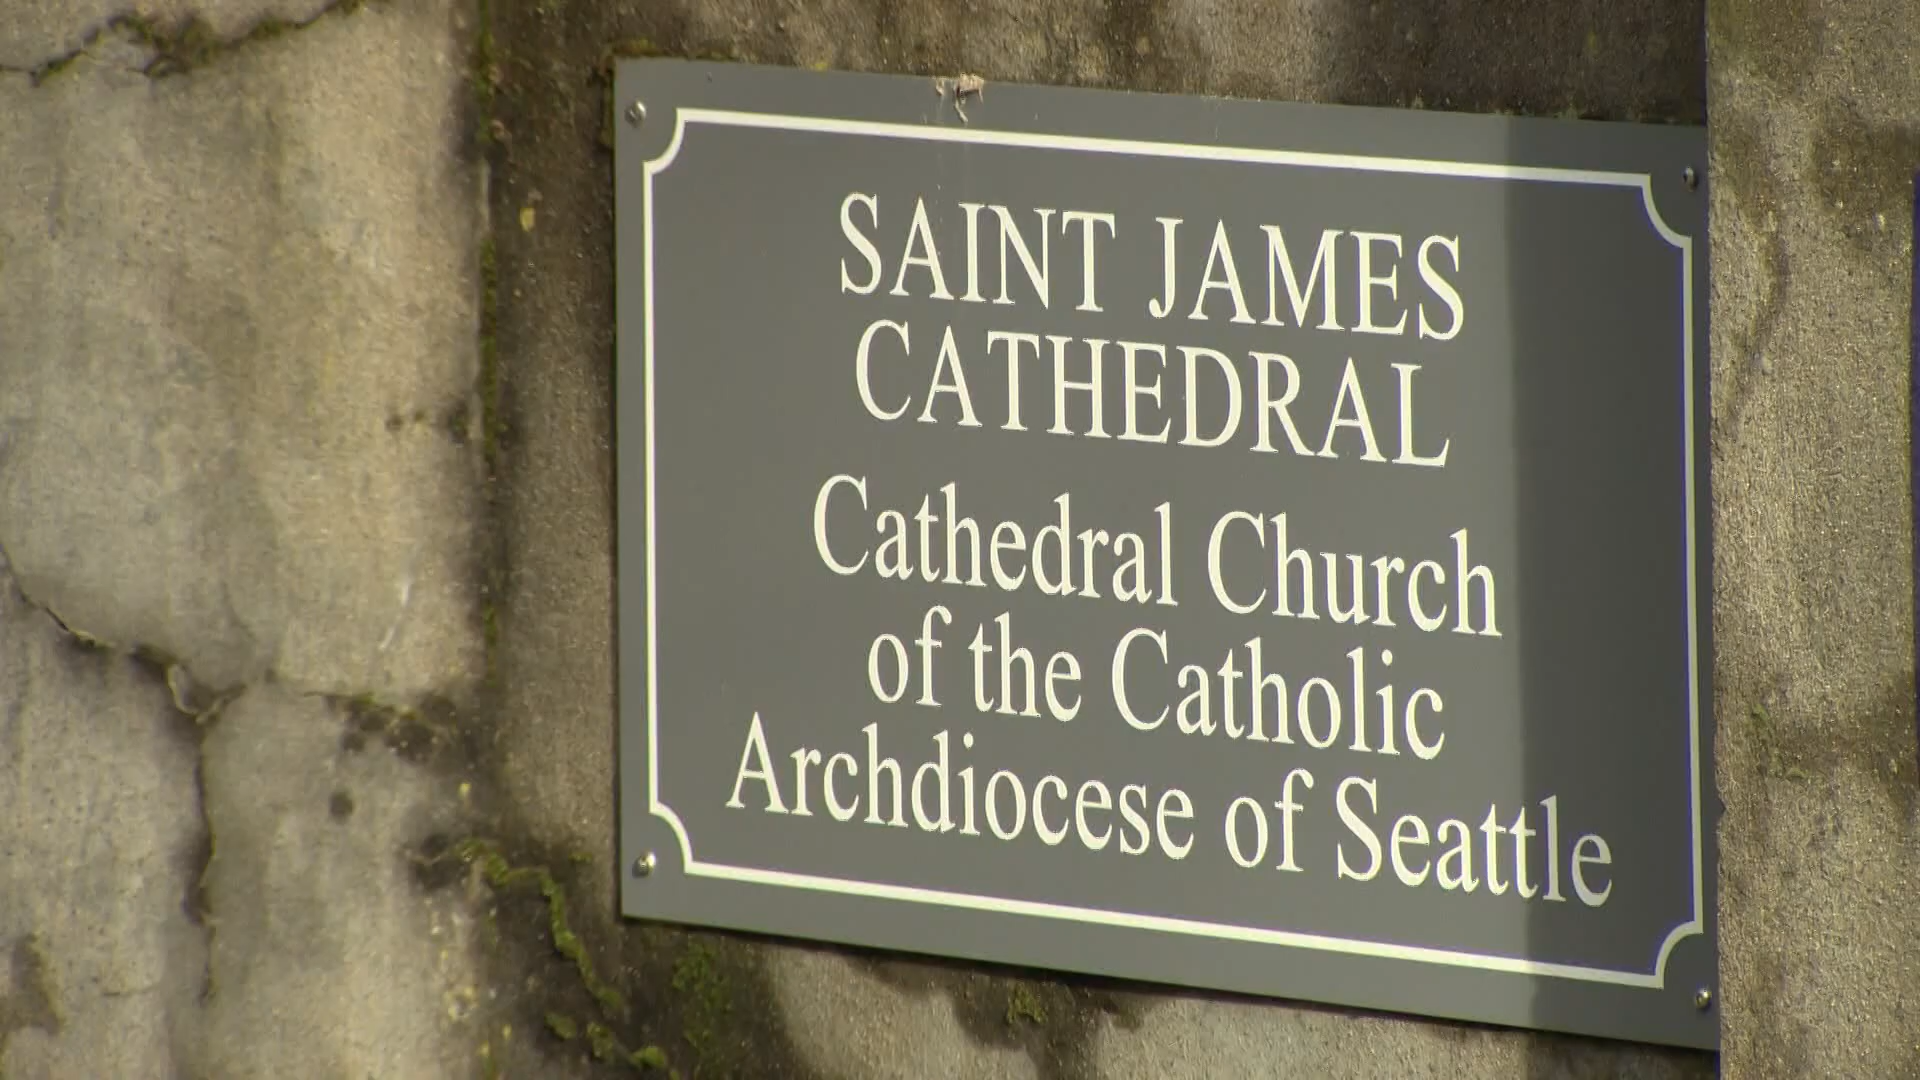 SAINT JAMES
CATHEDRAL
Cathedral Church
of the Catholic
Archdiocese of Seattle